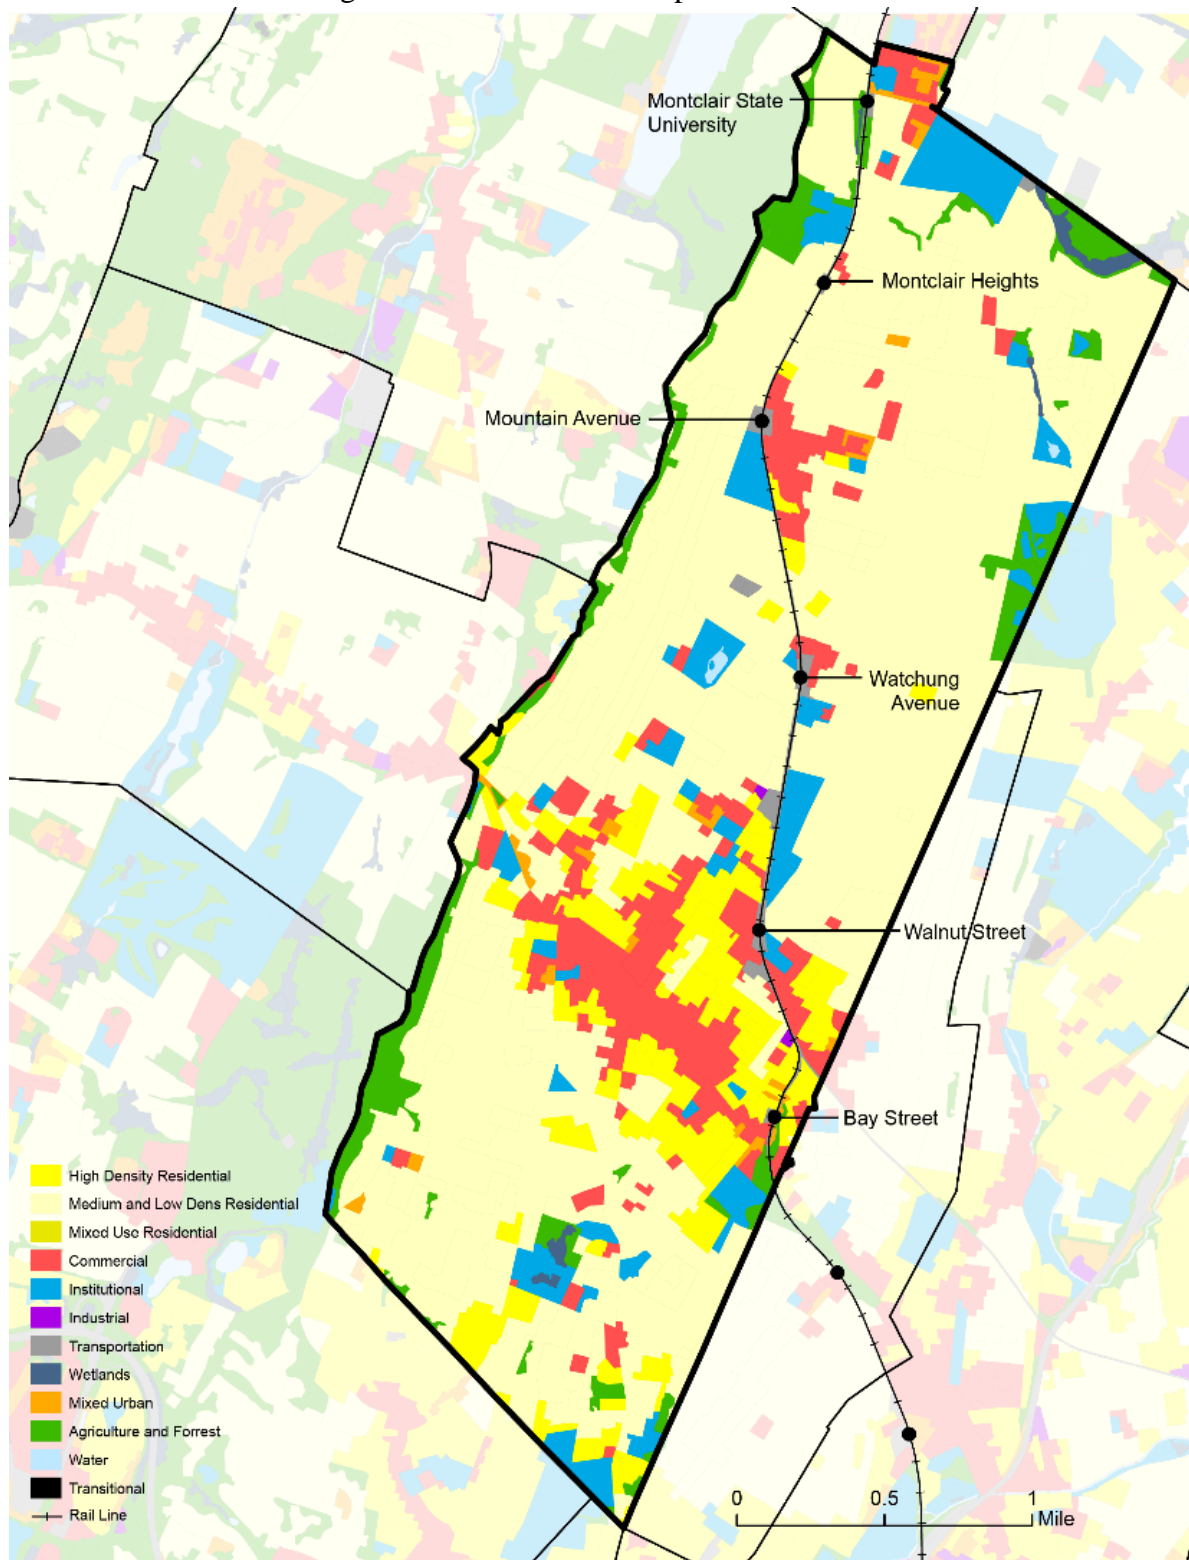 Montclair State
University
Montclair Heights
Mountain Avenue
Watchung
Avenue
Walnut Street
Bay Street
High Density Residential
Medium and Low Dens Residential
Mixed Use Residential
Commercial
Institutional
Industrial
Transportation
Wetlands
Mixed Urban
Agriculture and Forrest
Water
Transitional
Rail Line
0 0.5 1
Mile